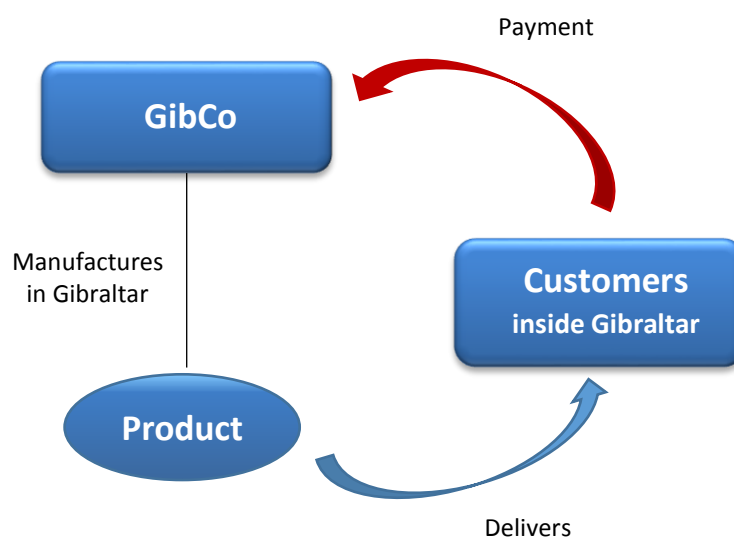 Payment
GibCo
Manufactures
in Gibraltar
Customers
inside Gibraltar
Product
Delivers